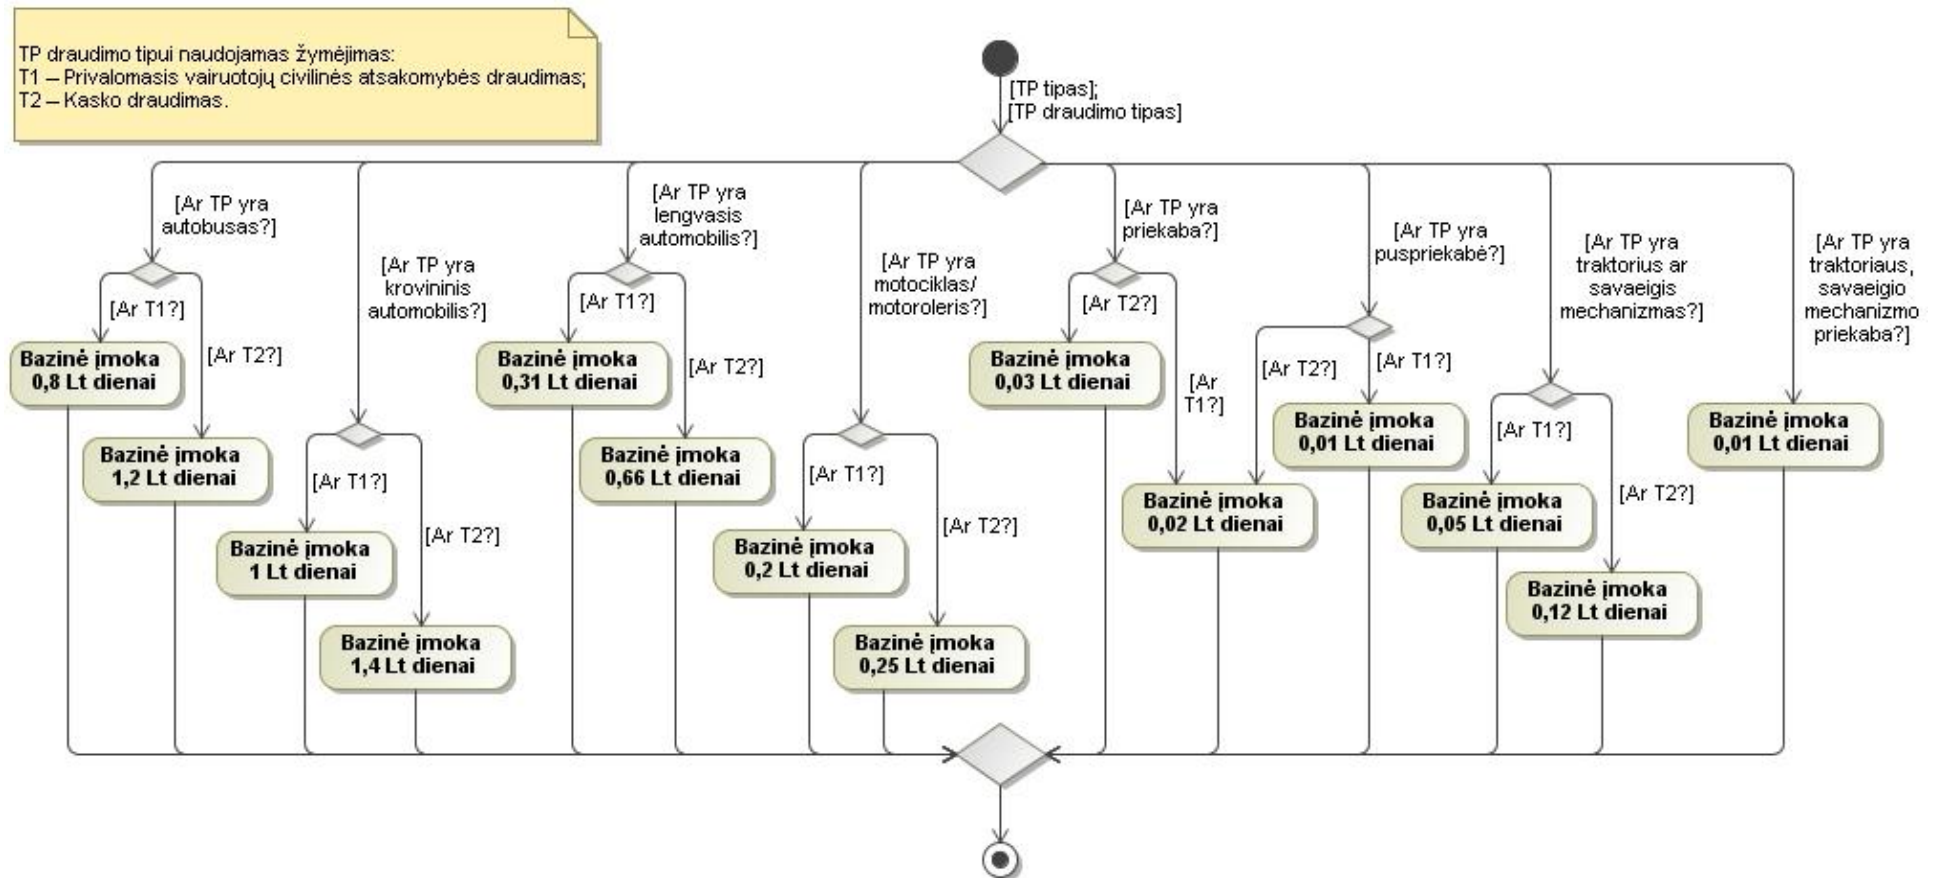 TP draudimo tipui naudojamas žymėjimas:
T1 – Privalomasis vairuotojų civilinės atsakomybės draudimas;
T2 – Kasko draudimas.
[TP tipas];
[TP draudimo tipas]
[Ar TP yra
autobusas?]
[Ar T1?]
[Ar T2?]
Bazinė įmoka
0,8 Lt dienai
Bazinė įmoka
1,2 Lt dienai
[Ar TP yra
krovininis
automobilis?]
[Ar T1?]
[Ar T2?]
Bazinė įmoka
1 Lt dienai
Bazinė įmoka
1,4 Lt dienai
[Ar TP yra
lengvasis
automobilis?]
[Ar T1?]
[Ar T2?]
Bazinė įmoka
0,31 Lt dienai
Bazinė įmoka
0,66 Lt dienai
[Ar TP yra
motociklas/
motoroleris?]
[Ar T1?]
[Ar T2?]
Bazinė įmoka
0,2 Lt dienai
Bazinė įmoka
0,25 Lt dienai
[Ar TP yra
priekaba?]
[Ar T2?]
[Ar
T1?]
Bazinė įmoka
0,03 Lt dienai
Bazinė įmoka
0,02 Lt dienai
[Ar TP yra
puspriekabė?]
[Ar T2?]
[Ar T1?]
Bazinė įmoka
0,01 Lt dienai
[Ar TP yra
traktorius ar
savaeigis
mechanizmas?]
[Ar T1?]
[Ar T2?]
Bazinė įmoka
0,05 Lt dienai
Bazinė įmoka
0,12 Lt dienai
[Ar TP yra
traktoriaus,
savaeigio
mechanizmo
priekaba?]
Bazinė įmoka
0,01 Lt dienai